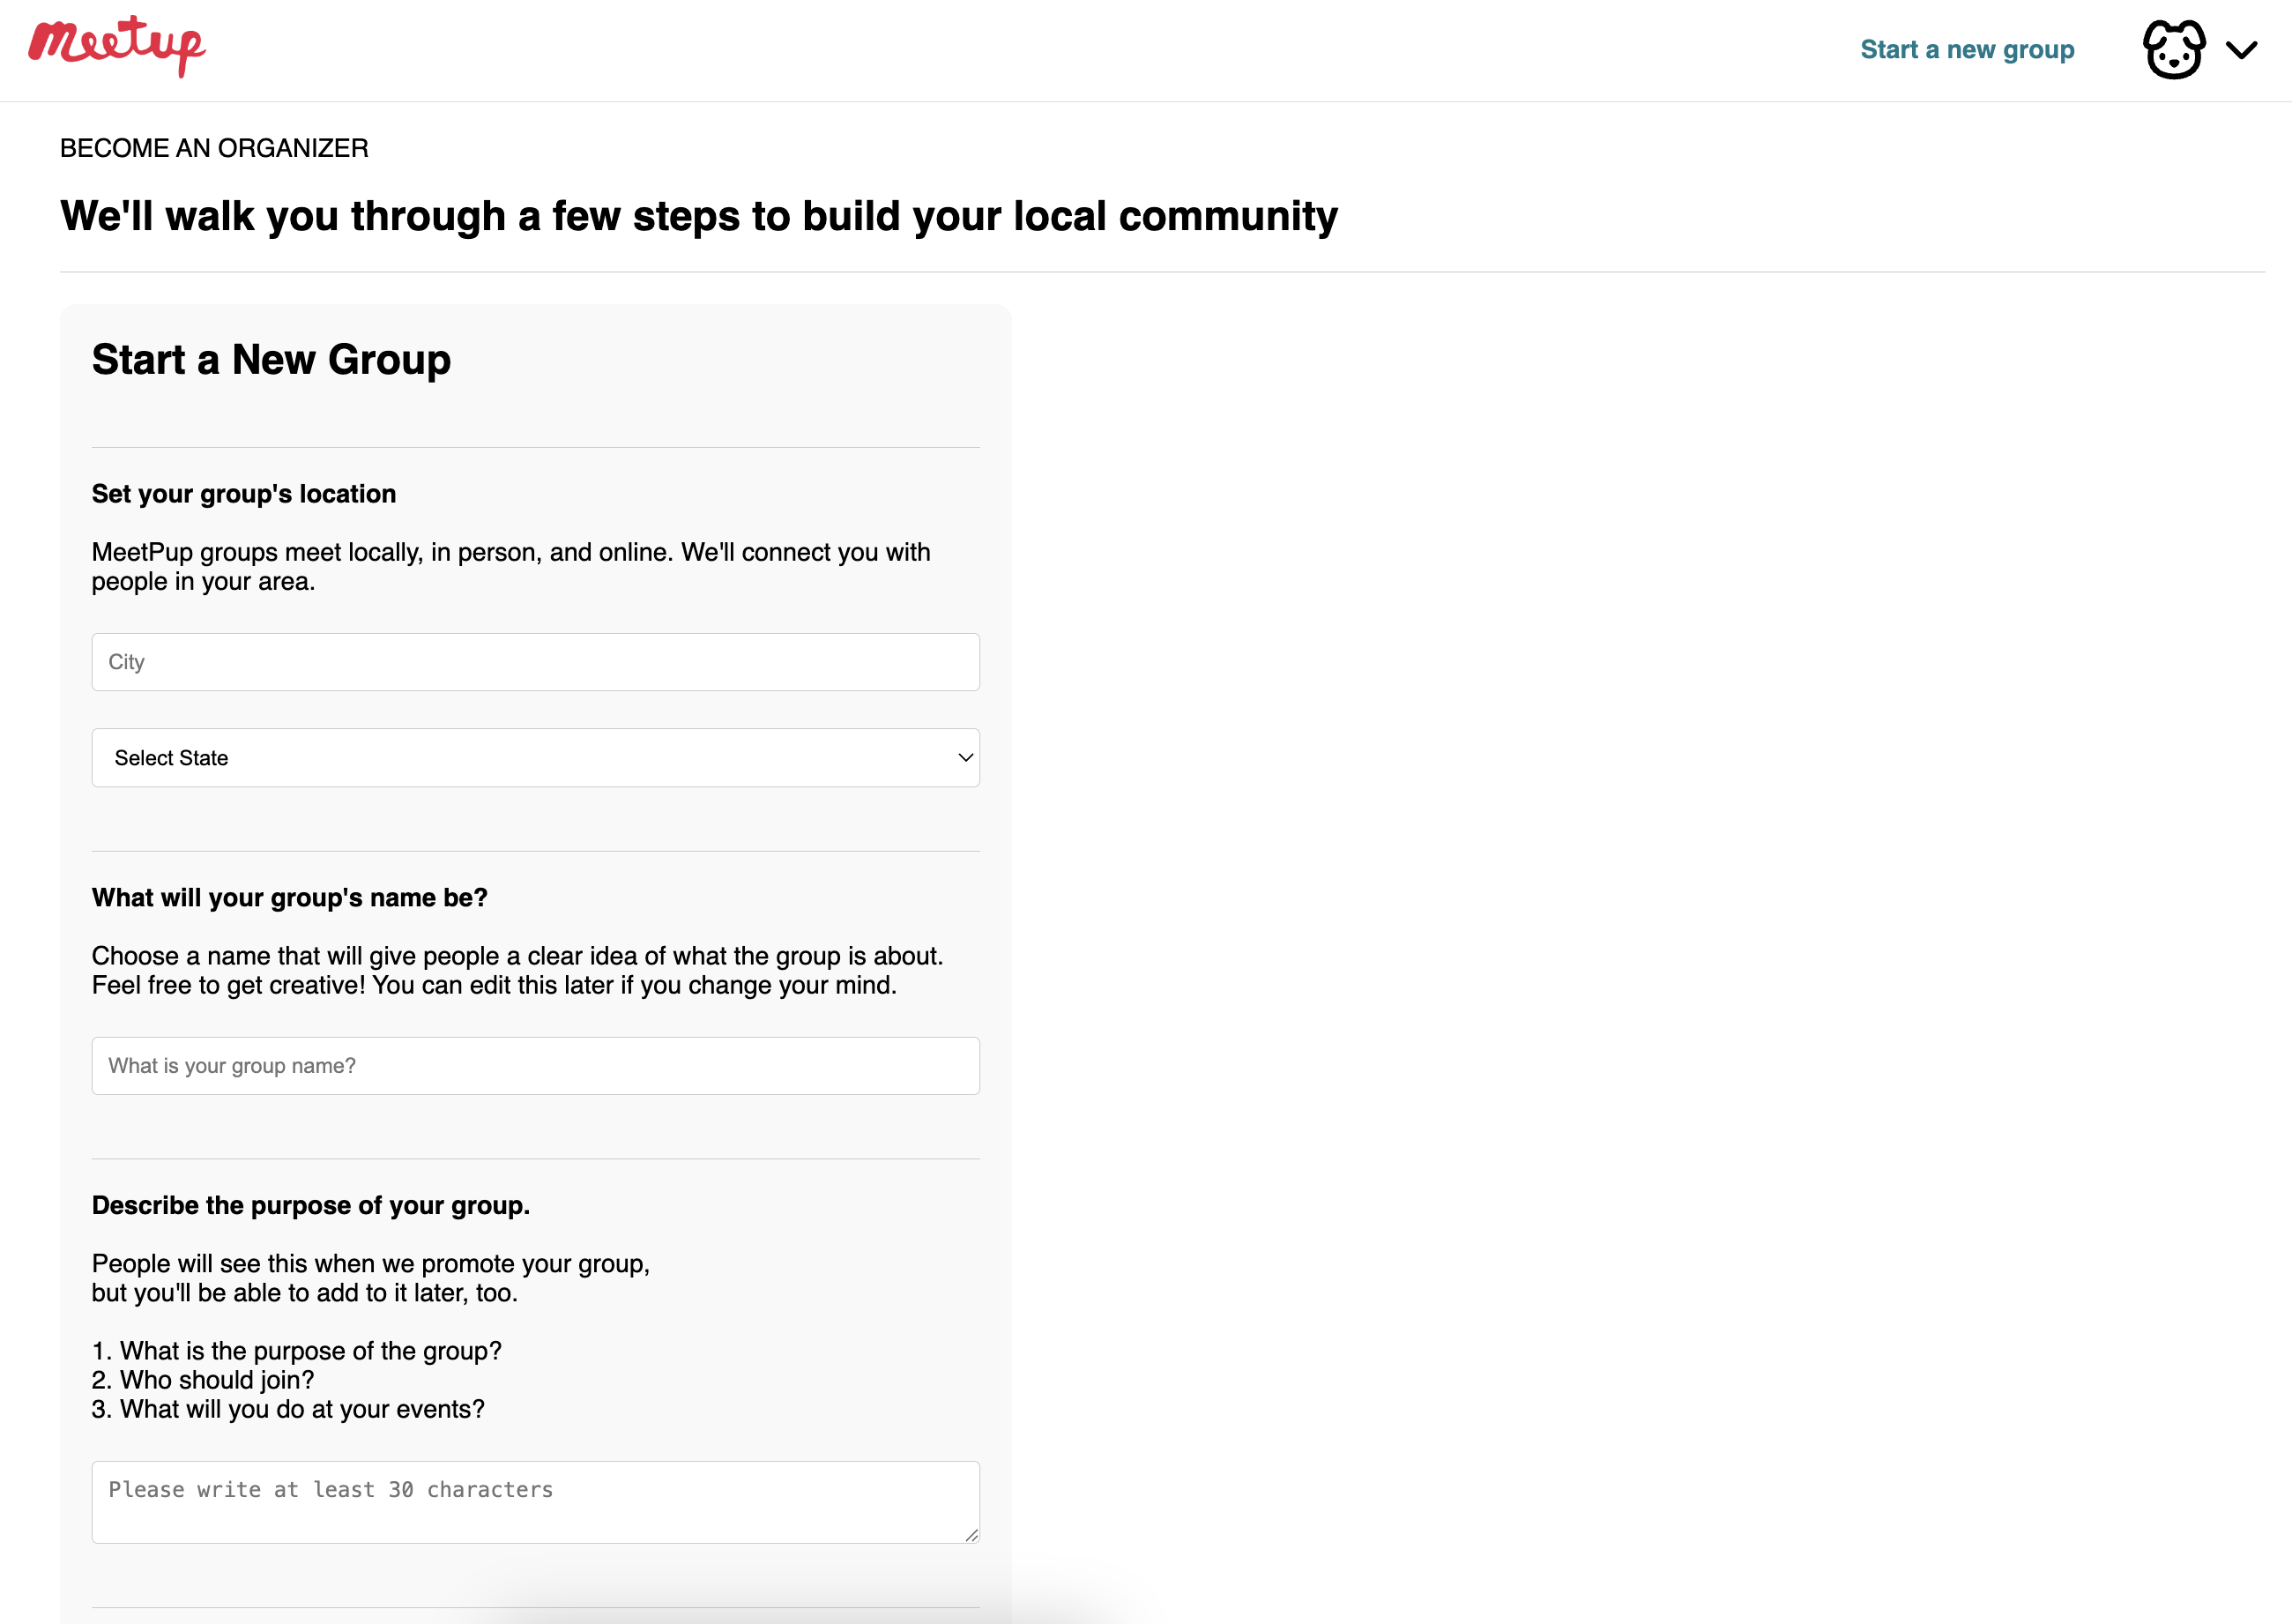 Meetup
Start a new group
BECOME AN ORGANIZER
We'll walk you through a few steps to build your local community
Start a New Group
Set your group's location
MeetPup groups meet locally, in person, and online. We'll connect you with
people in your area.
City
Select State
What will your group's name be?
Choose a name that will give people a clear idea of what the group is about.
Feel free to get creative! You can edit this later if you change your mind.
What is your group name?
Describe the purpose of your group.
People will see this when we promote your group,
but you'll be able to add to it later, too.
1. What is the purpose of the group?
2. Who should join?
3. What will you do at your events?
Please write at least 30 characters